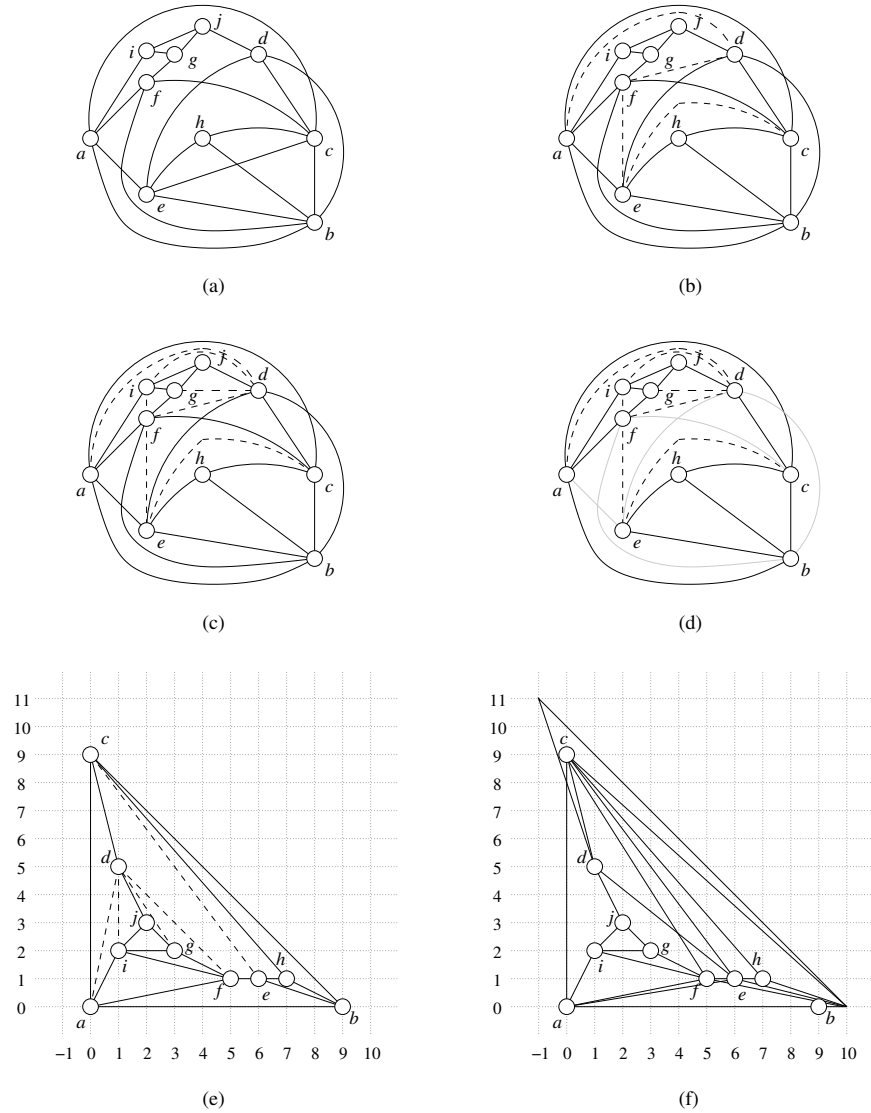 j j
d d
i g i g
f f
h h
a c a c
e e
b b
(a) (b)
j j
d d
i g i g
f f
h h
a c a c
e e
b b
(c) (d)
11 11
10 10
c c
9 9
8 8
7 7
6 6
d d
5 5
4 4
j j
3 3
g g
2 2
i h i h
1 1
f e f e
0 0
a b a b
−1 0 1 2 3 4 5 6 7 8 9 10 −1 0 1 2 3 4 5 6 7 8 9 10
(e) (f)